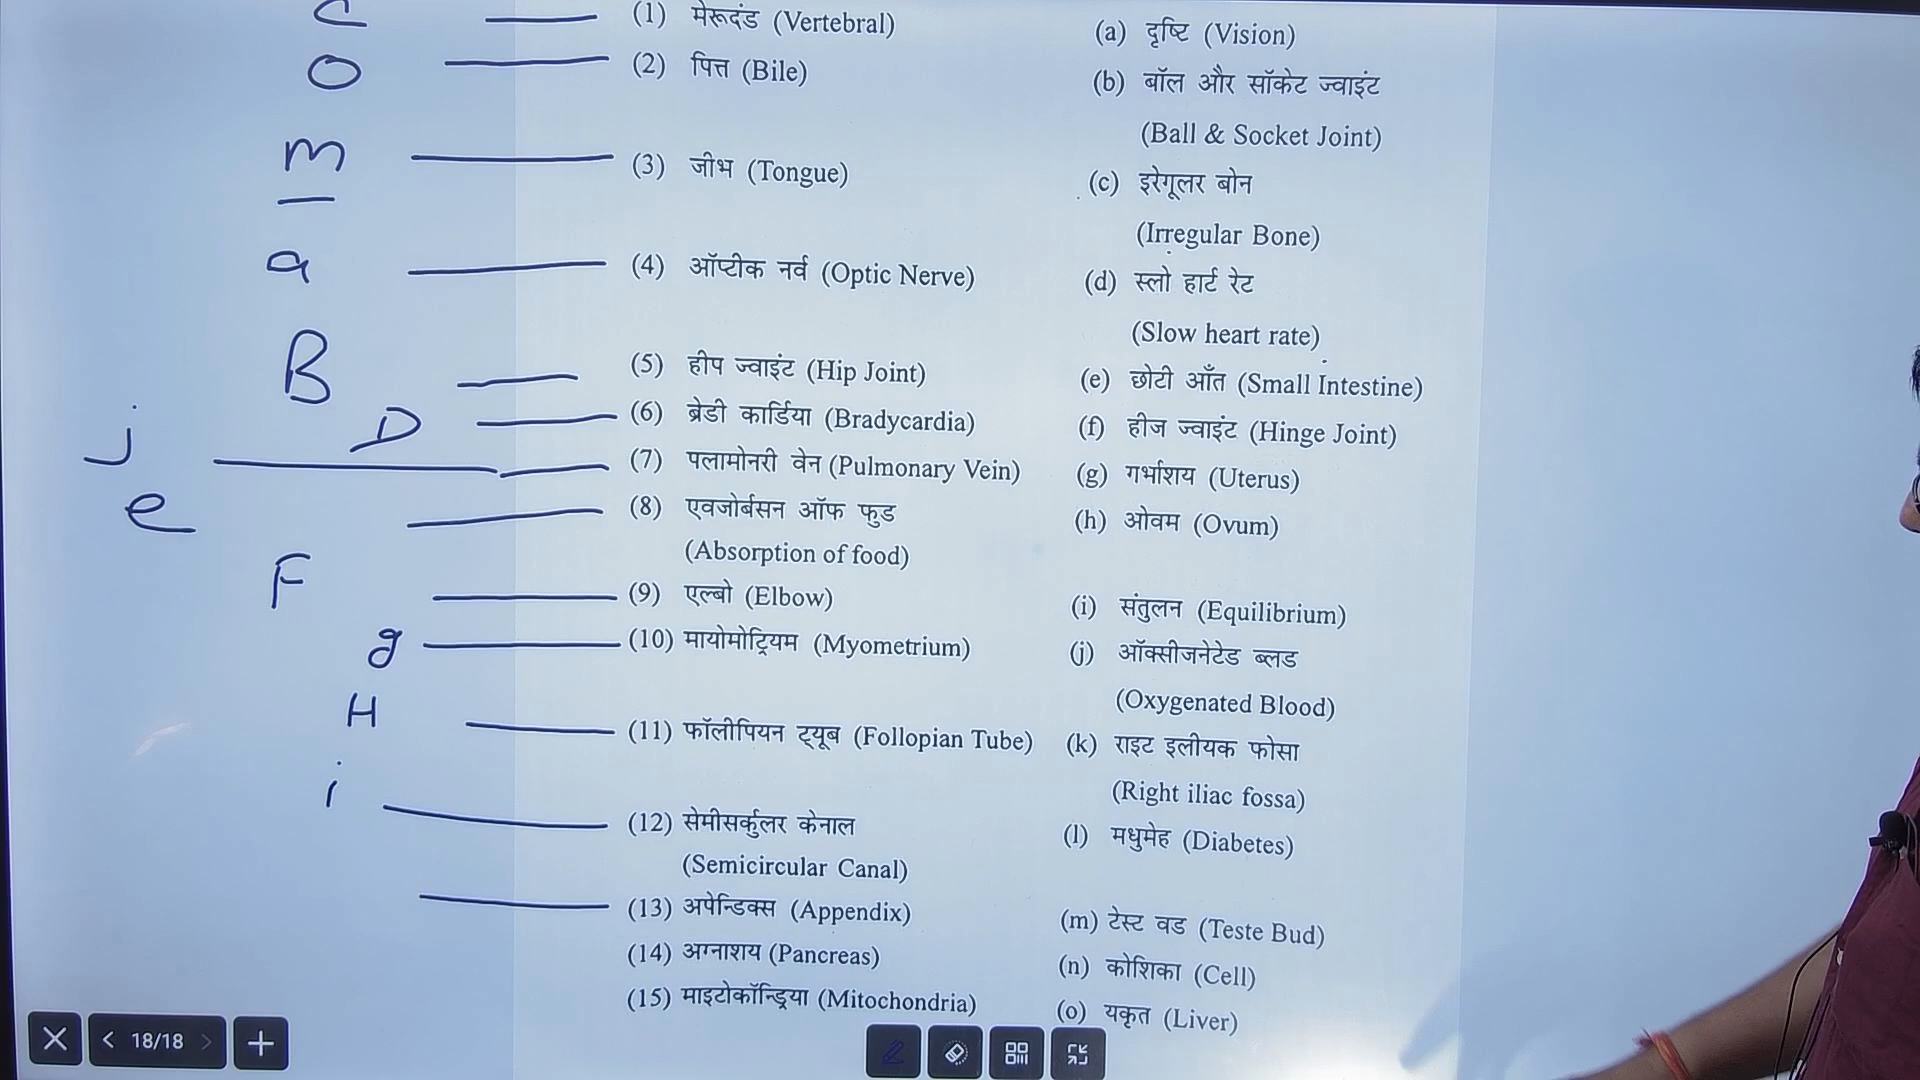 C (1) मेरूदंड (Vertebral) (a) दृष्टि (Vision)
O (2) पित्त (Bile) (b) बॉल और सॉकेट ज्वाइंट
(Ball & Socket Joint)
m (3) जीभ (Tongue) (c) इरेगूलर बोन
(Irregular Bone)
a (4) ऑप्टीक नर्व (Optic Nerve) (d) स्लो हार्ट रेट
(Slow heart rate)
B (5) हीप ज्वाइंट (Hip Joint) (e) छोटी आँत (Small Intestine)
D (6) ब्रेडी कार्डिया (Bradycardia) (f) हीज ज्वाइंट (Hinge Joint)
j (7) पलामोनरी वेन (Pulmonary Vein) (g) गर्भाशय (Uterus)
e (8) एवजोर्बसन ऑफ फुड (h) ओवम (Ovum)
(Absorption of food)
F (9) एल्बो (Elbow) (i) संतुलन (Equilibrium)
g (10) मायोमोट्रियम (Myometrium) (j) ऑक्सीजनेटेड ब्लड
(Oxygenated Blood)
H (11) फॉलीपियन ट्यूब (Follopian Tube) (k) राइट इलीयक फोसा
(Right iliac fossa)
i (12) सेमीसर्कुलर केनाल (l) मधुमेह (Diabetes)
(Semicircular Canal)
(13) अपेन्डिक्स (Appendix) (m) टेस्ट वड (Teste Bud)
(14) अग्नाशय (Pancreas) (n) कोशिका (Cell)
(15) माइटोकॉन्ड्रिया (Mitochondria) (o) यकृत (Liver)
18/18